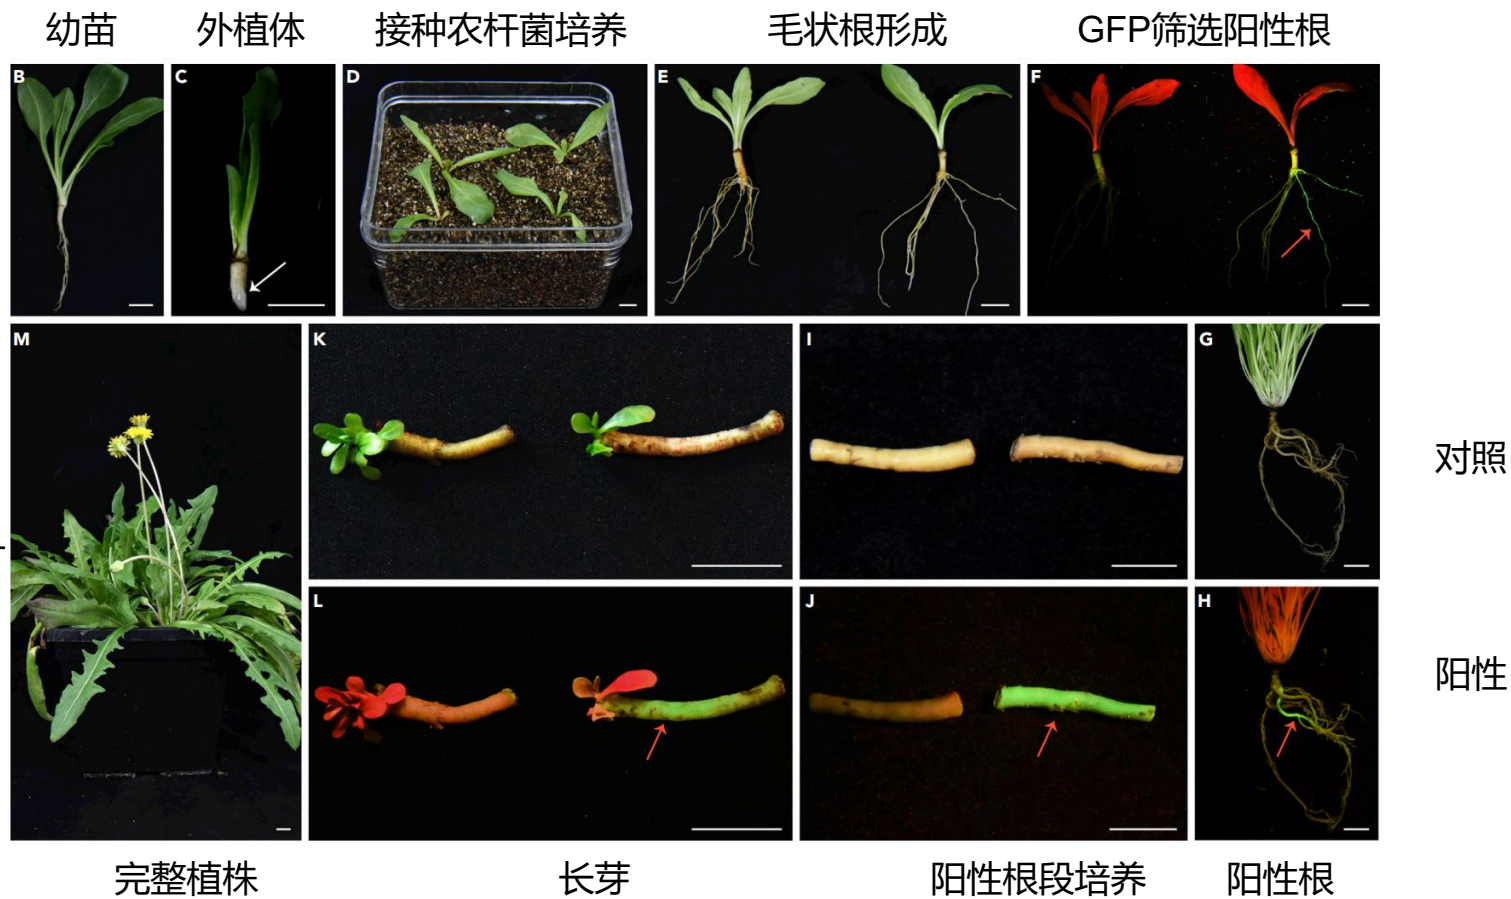 幼苗 外植体 接种农杆菌培养 毛状根形成 GFP筛选阳性根
B C D E F
M K I G
对照
L J H
阳性
完整植株 长芽 阳性根段培养 阳性根